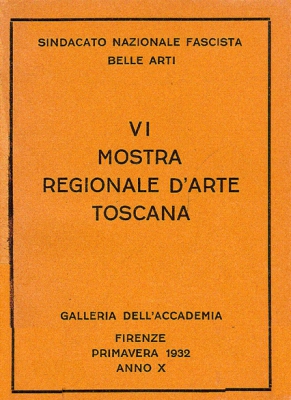 SINDACATO NAZIONALE FASCISTA
BELLE ARTI
VI
MOSTRA
REGIONALE D'ARTE
TOSCANA
GALLERIA DELL'ACCADEMIA
FIRENZE
PRIMAVERA 1932
ANNO X